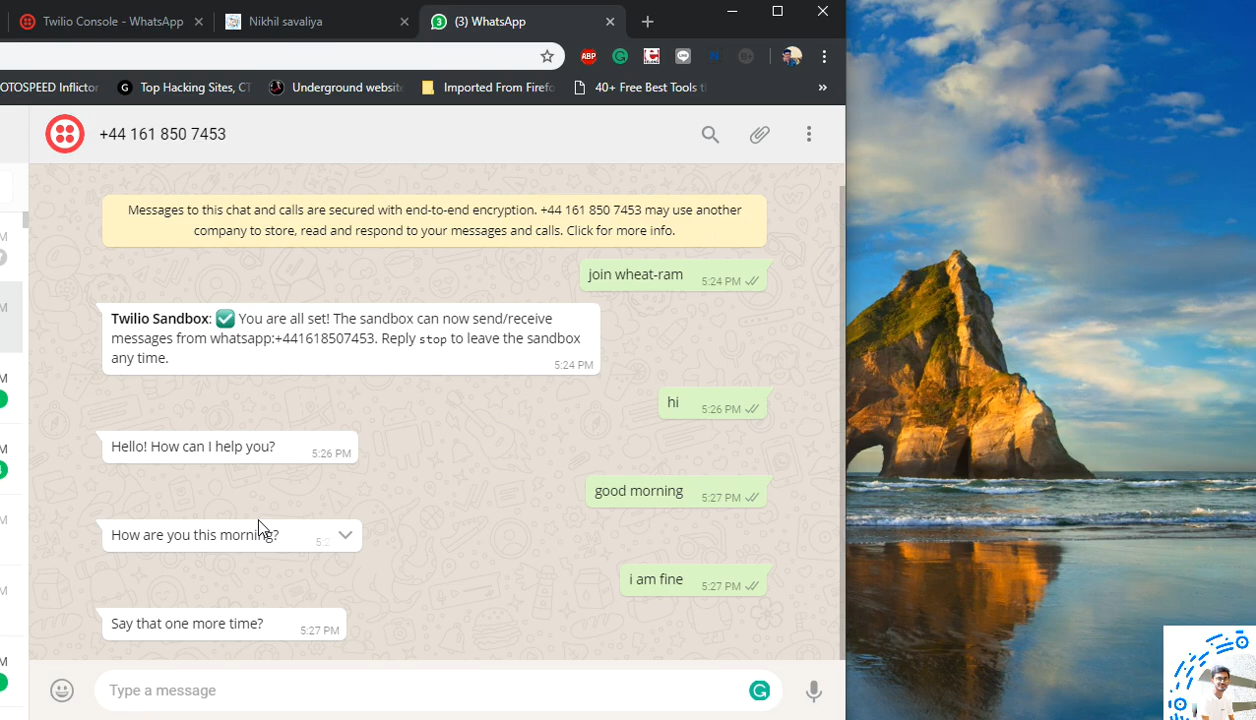 Twilio Console - WhatsApp
Nikhil savaliya
(3) WhatsApp
ABP
OTOSPEED Inflictor
Top Hacking Sites, CT
Underground website
Imported From Firefo
40+ Free Best Tools t
»
+44 161 850 7453
Messages to this chat and calls are secured with end-to-end encryption. +44 161 850 7453 may use another
company to store, read and respond to your messages and calls. Click for more info.
join wheat-ram 5:24 PM
Twilio Sandbox: ✅ You are all set! The sandbox can now send/receive
messages from whatsapp:+441618507453. Reply stop to leave the sandbox
any time.
5:24 PM
hi 5:26 PM
Hello! How can I help you? 5:26 PM
good morning 5:27 PM
How are you this morning? 5:2
i am fine 5:27 PM
Say that one more time? 5:27 PM
Type a message